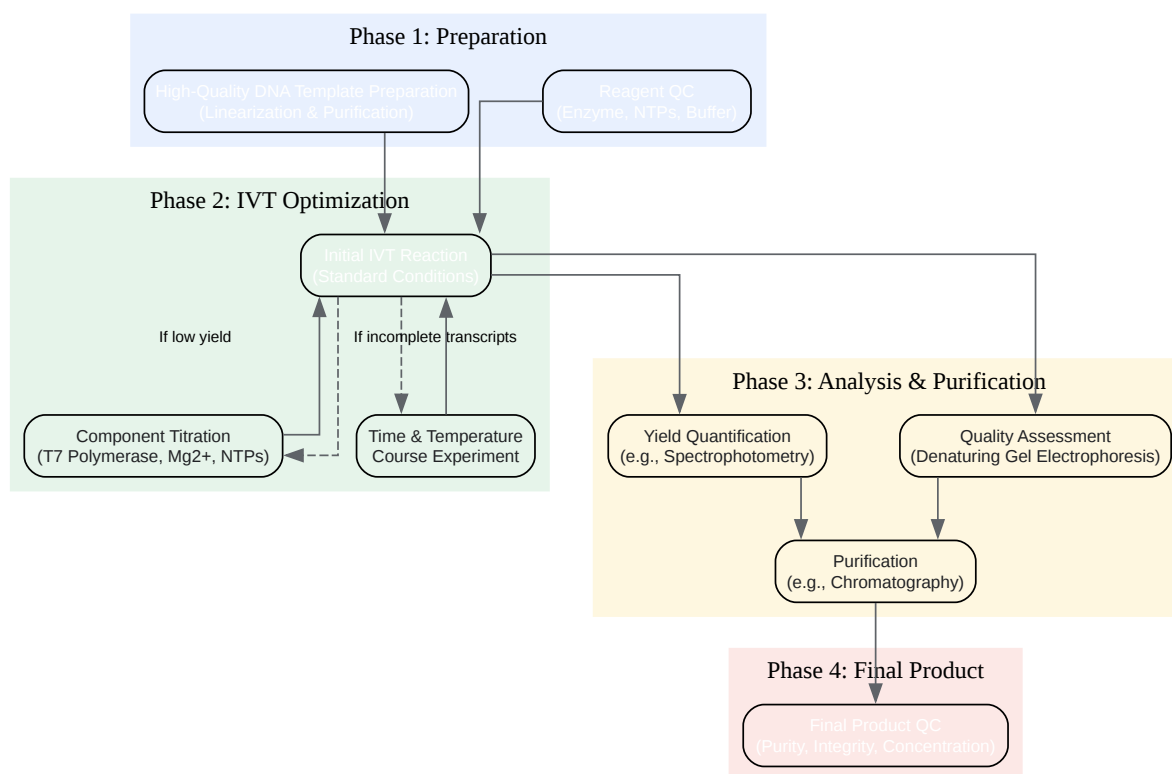 Phase 1: Preparation
High-Quality DNA Template Preparation
(Linearization & Purification)
Reagent QC
(Enzyme, NTPs, Buffer)
Phase 2: IVT Optimization
Initial IVT Reaction
(Standard Conditions)
If low yield
If incomplete transcripts
Component Titration
(T7 Polymerase, Mg2+, NTPs)
Time & Temperature
Course Experiment
Phase 3: Analysis & Purification
Yield Quantification
(e.g., Spectrophotometry)
Quality Assessment
(Denaturing Gel Electrophoresis)
Purification
(e.g., Chromatography)
Phase 4: Final Product
Final Product QC
(Purity, Integrity, Concentration)